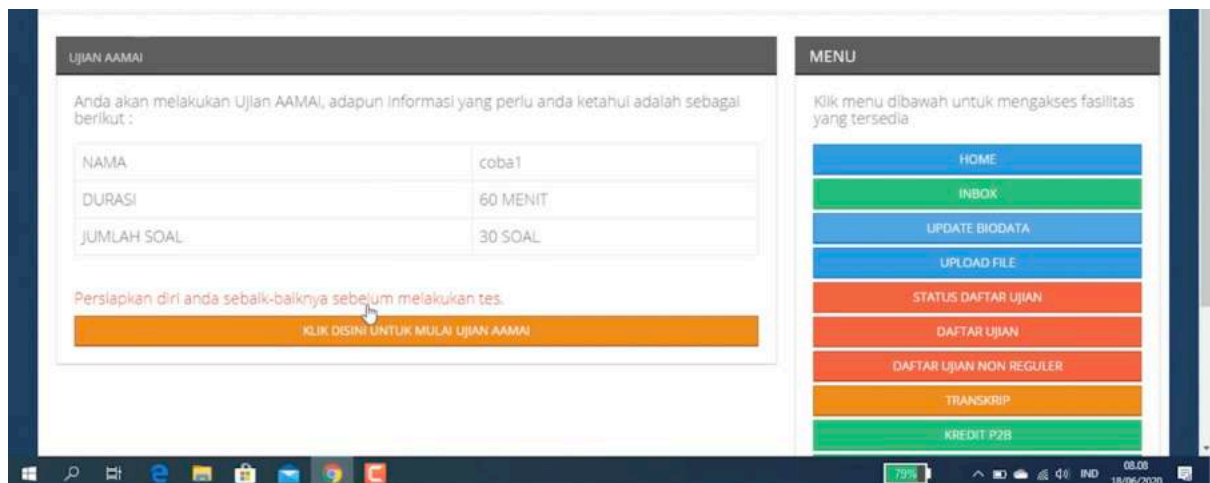 UJIAN AAMAI
Anda akan melakukan Ujian AAMAI, adapun informasi yang perlu anda ketahui adalah sebagai
berikut :
NAMA coba1
DURASI 60 MENIT
JUMLAH SOAL 30 SOAL
Persiapkan diri anda sebaik-baiknya sebelum melakukan tes.
KLIK DISINI UNTUK MULAI UJIAN AAMAI
MENU
Klik menu dibawah untuk mengakses fasilitas
yang tersedia
HOME
INBOX
UPDATE BIODATA
UPLOAD FILE
STATUS DAFTAR UJIAN
DAFTAR UJIAN
DAFTAR UJIAN NON REGULER
TRANSKRIP
KREDIT P2B
79%
IND
08.08
18/06/2020